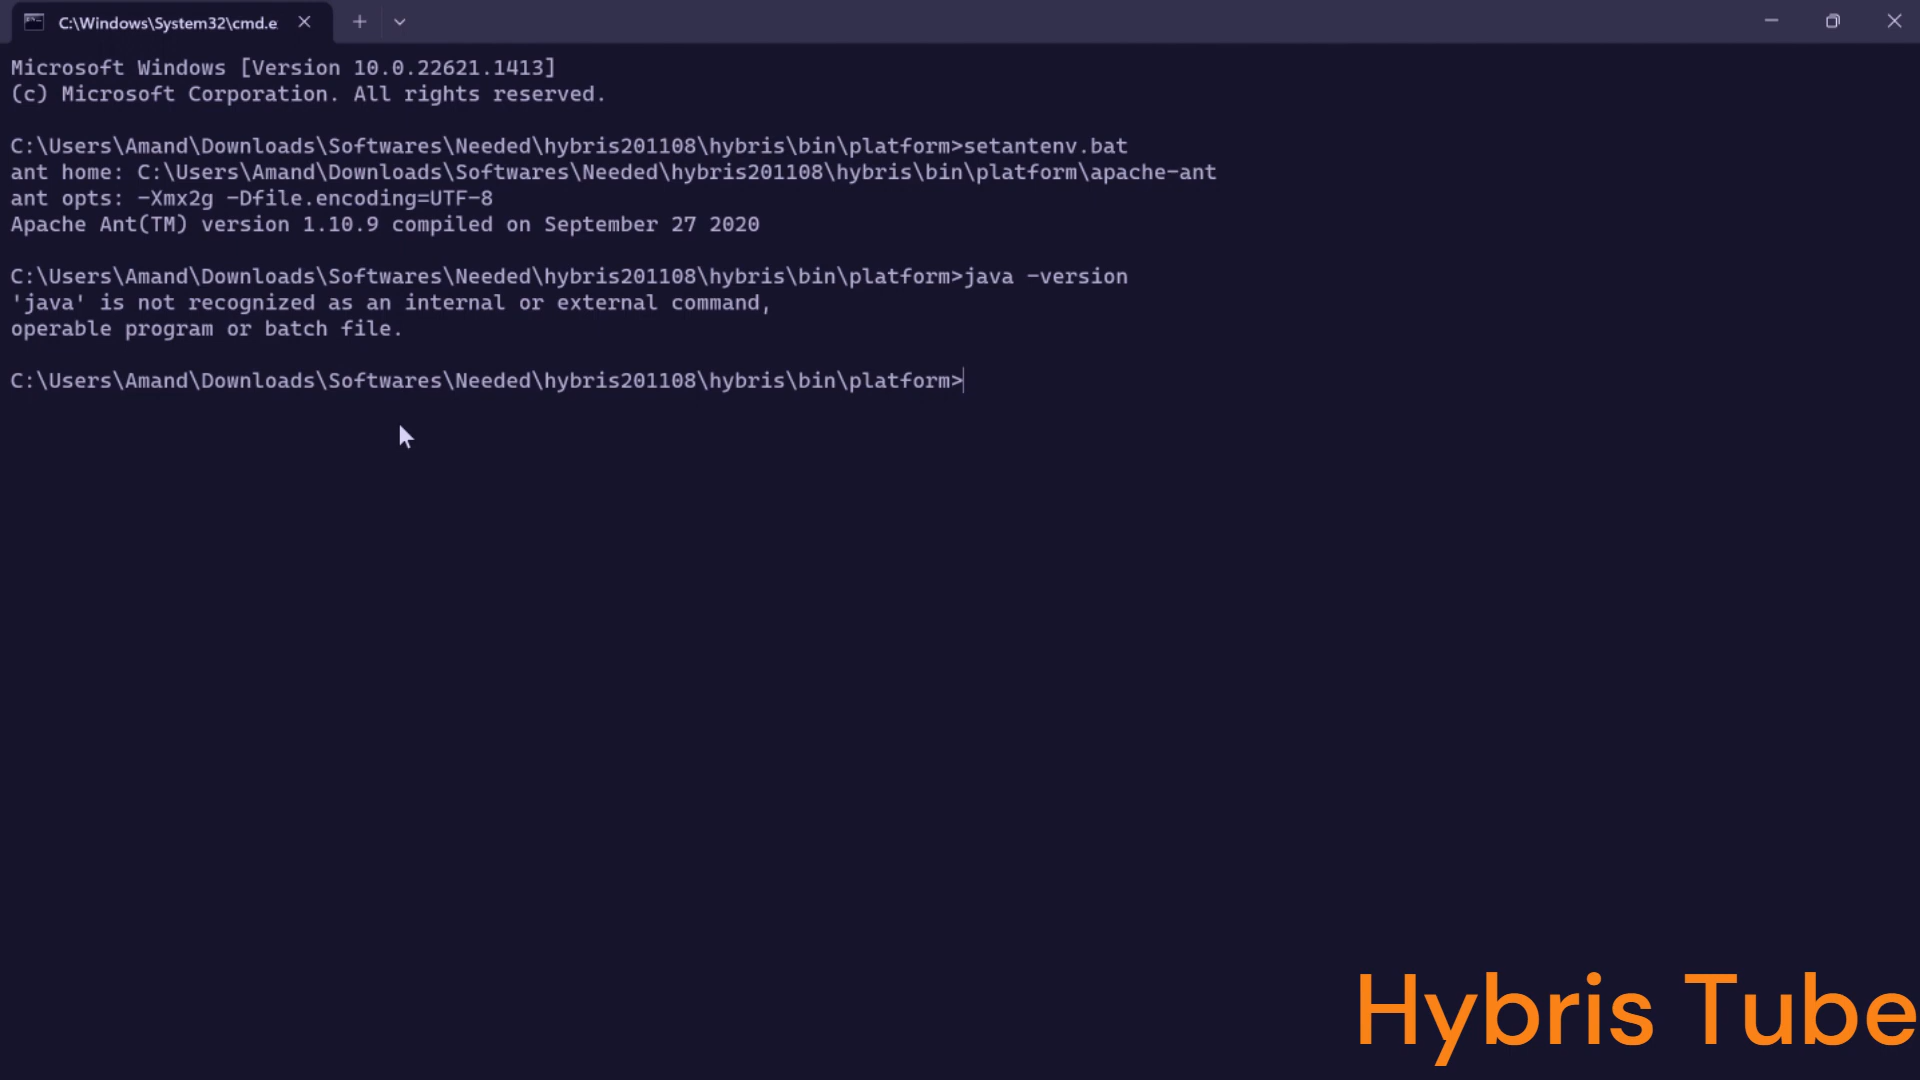 C:\Windows\System32\cmd.e
Microsoft Windows [Version 10.0.22621.1413]
(c) Microsoft Corporation. All rights reserved.
C:\Users\Amand\Downloads\Softwares\Needed\hybris201108\hybris\bin\platform>setantenv.bat
ant home: C:\Users\Amand\Downloads\Softwares\Needed\hybris201108\hybris\bin\platform\apache-ant
ant opts: -Xmx2g -Dfile.encoding=UTF-8
Apache Ant(TM) version 1.10.9 compiled on September 27 2020
C:\Users\Amand\Downloads\Softwares\Needed\hybris201108\hybris\bin\platform>java -version
'java' is not recognized as an internal or external command,
operable program or batch file.
C:\Users\Amand\Downloads\Softwares\Needed\hybris201108\hybris\bin\platform>
Hybris Tube